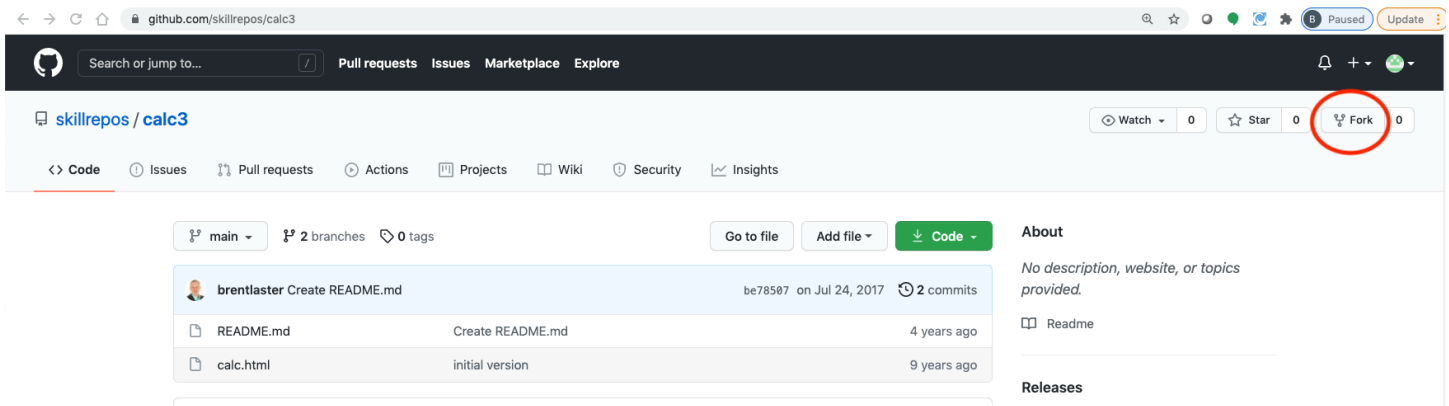 github.com/skillrepos/calc3 B Paused Update
Search or jump to... / Pull requests Issues Marketplace Explore
skillrepos / calc3 Watch 0 Star 0 Fork 0
<> Code Issues Pull requests Actions Projects Wiki Security Insights
main 2 branches 0 tags Go to file Add file Code About
No description, website, or topics
brentlaster Create README.md be78507 on Jul 24, 2017 2 commits provided.
README.md Create README.md 4 years ago Readme
calc.html initial version 9 years ago
Releases